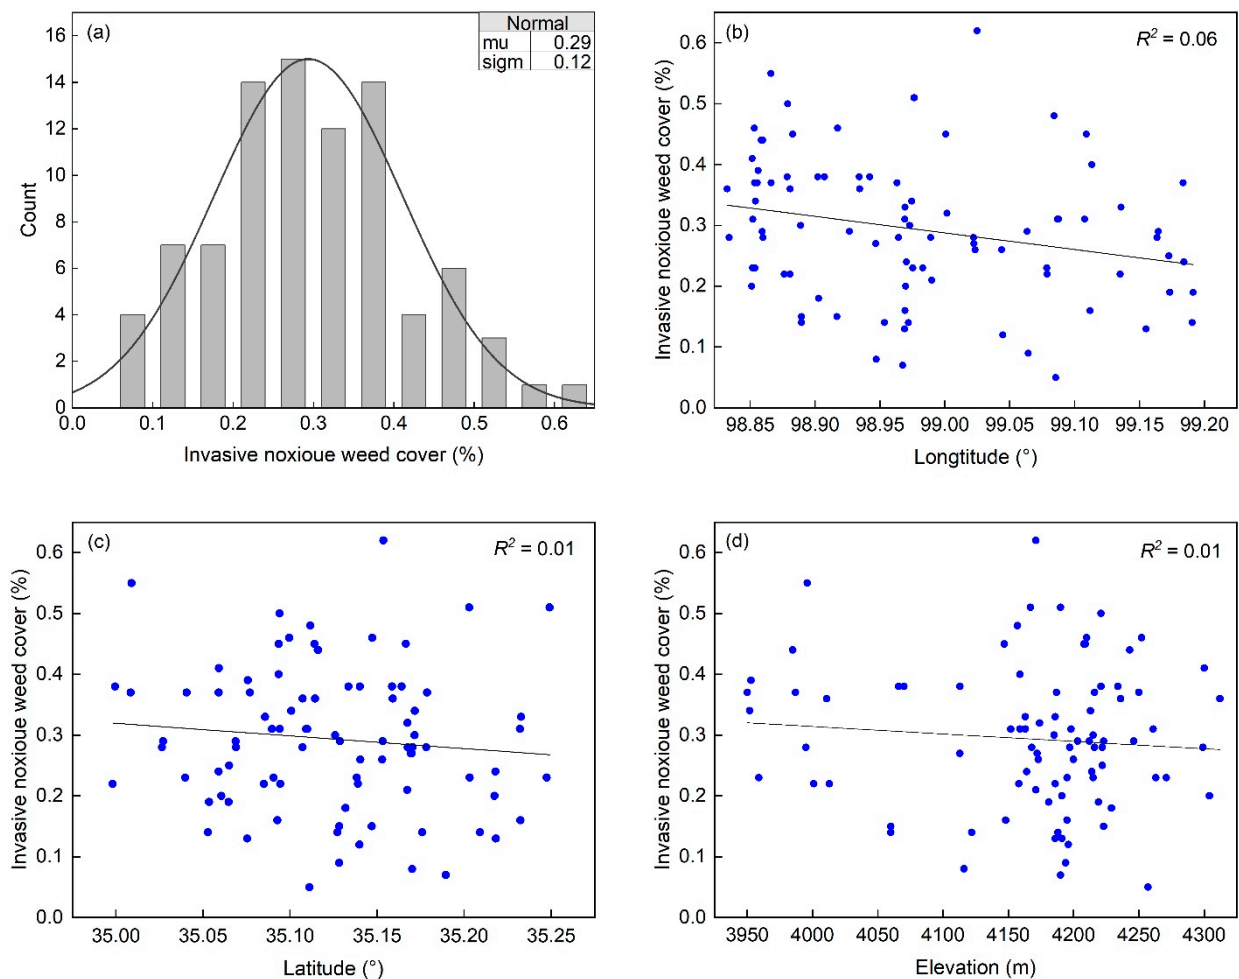 (a)
Normal
mu 0.29
sigm 0.12
16
14
12
10
8
6
4
2
0
Count
0.0 0.1 0.2 0.3 0.4 0.5 0.6
Invasive noxioue weed cover (%)
(b)
R² = 0.06
0.6
0.5
0.4
0.3
0.2
0.1
0.0
Invasive noxioue weed cover (%)
98.85 98.90 98.95 99.00 99.05 99.10 99.15 99.20
Longtitude (°)
(c)
R² = 0.01
0.6
0.5
0.4
0.3
0.2
0.1
0.0
Invasive noxioue weed cover (%)
35.00 35.05 35.10 35.15 35.20 35.25
Latitude (°)
(d)
R² = 0.01
0.6
0.5
0.4
0.3
0.2
0.1
0.0
Invasive noxioue weed cover (%)
3950 4000 4050 4100 4150 4200 4250 4300
Elevation (m)